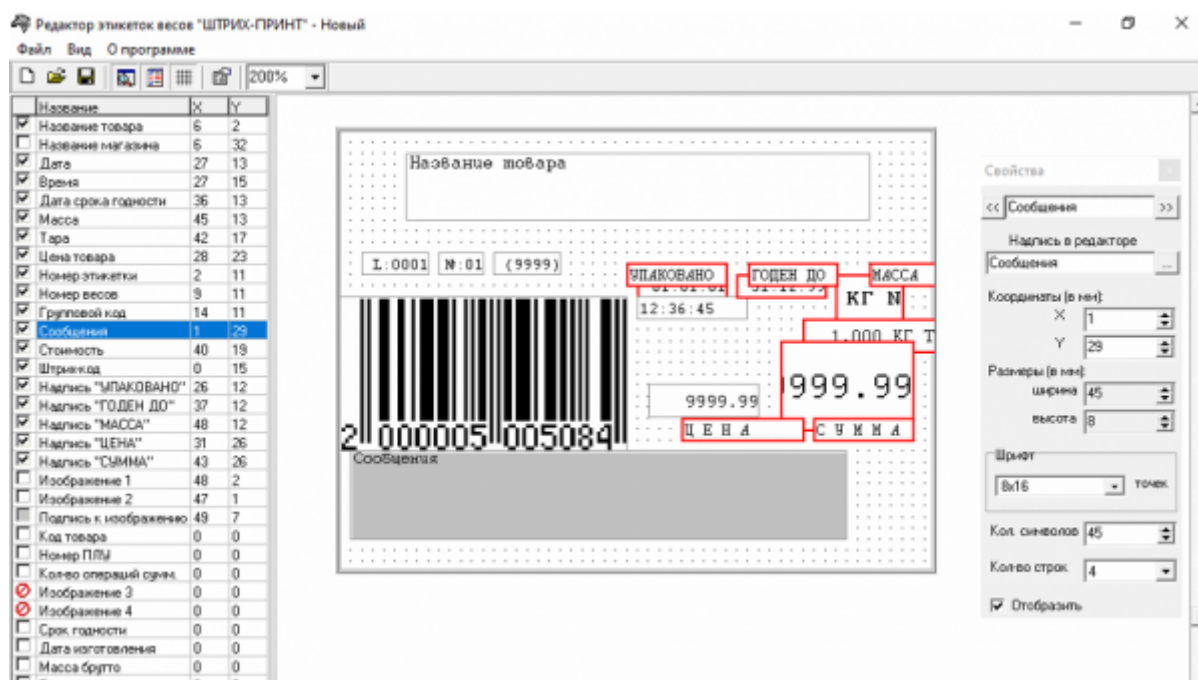 Редактор этикеток весов "ШТРИХ-ПРИНТ" - Новый
Файл Вид О программе
200%
Название X Y
Название товара 6 2
Название магазина 6 32
Дата 27 13
Время 27 15
Дата срока годности 36 13
Масса 45 13
Тара 42 17
Цена товара 28 23
Номер этикетки 2 11
Номер весов 9 11
Групповой код 14 11
Сообщения 1 29
Стоимость 40 19
Штрих-код 0 15
Надпись "УПАКОВАНО" 26 12
Надпись "ГОДЕН ДО" 37 12
Надпись "МАССА" 48 12
Надпись "ЦЕНА" 31 26
Надпись "СУММА" 43 26
Изображение 1 48 2
Изображение 2 47 1
Подпись к изображению 49 7
Код товара 0 0
Номер ПЛУ 0 0
Кол-во операций сумм. 0 0
Изображение 3 0 0
Изображение 4 0 0
Срок годности 0 0
Дата изготовления 0 0
Масса брутто 0 0
Название товара
L:0001 №:01 (9999)
УПАКОВАНО ГОДЕН ДО МАССА
12:36:45 КГ N
1.000 КГ Т
9999.99 9999.99
ЦЕНА СУММА
2 000005 005084
Сообщения
Свойства
<< Сообщения >>
Надпись в редакторе
Сообщения ...
Координаты (в мм):
X 1
Y 29
Размеры (в мм):
ширина 45
высота 8
Шрифт
8x16 точек
Кол. символов 45
Кол-во строк 4
Отобразить